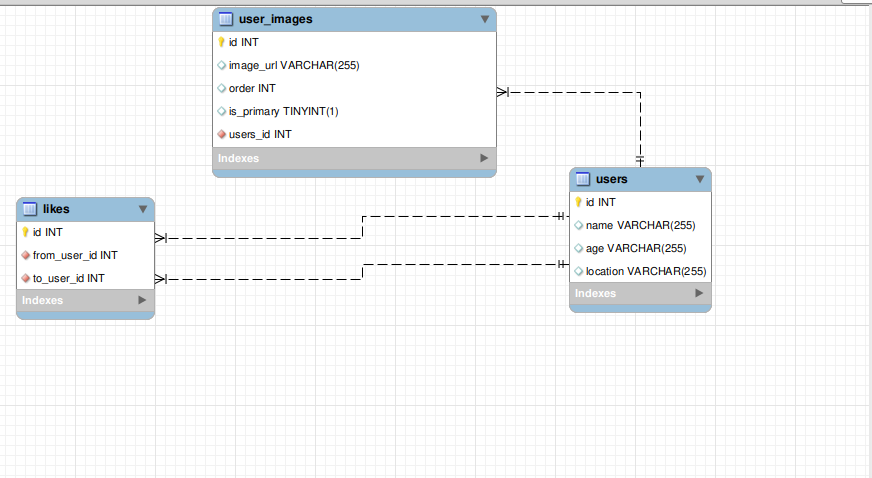 user_images
id INT
image_url VARCHAR(255)
order INT
is_primary TINYINT(1)
users_id INT
Indexes
users
id INT
name VARCHAR(255)
age VARCHAR(255)
location VARCHAR(255)
Indexes
likes
id INT
from_user_id INT
to_user_id INT
Indexes